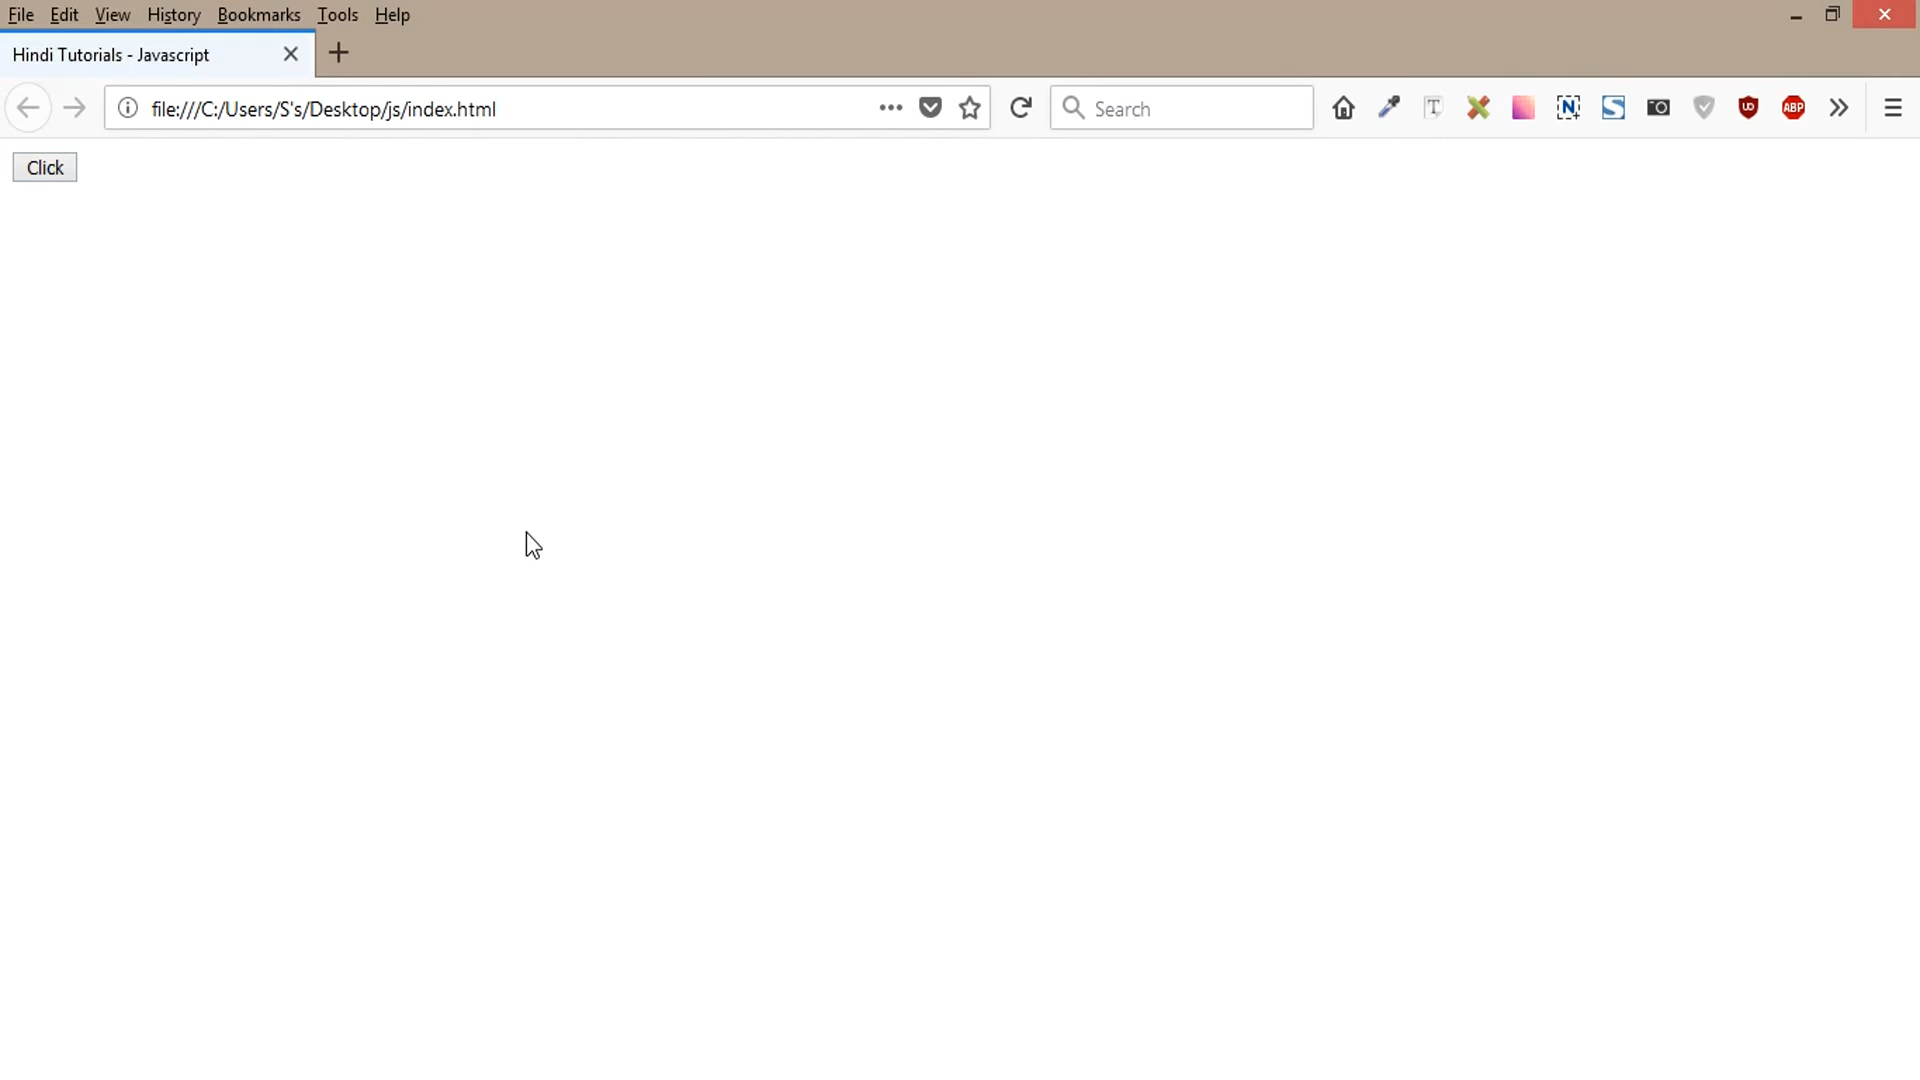 File Edit View History Bookmarks Tools Help
Hindi Tutorials - Javascript
file:///C:/Users/S's/Desktop/js/index.html
Search
T
N
S
UD
ABP
Click